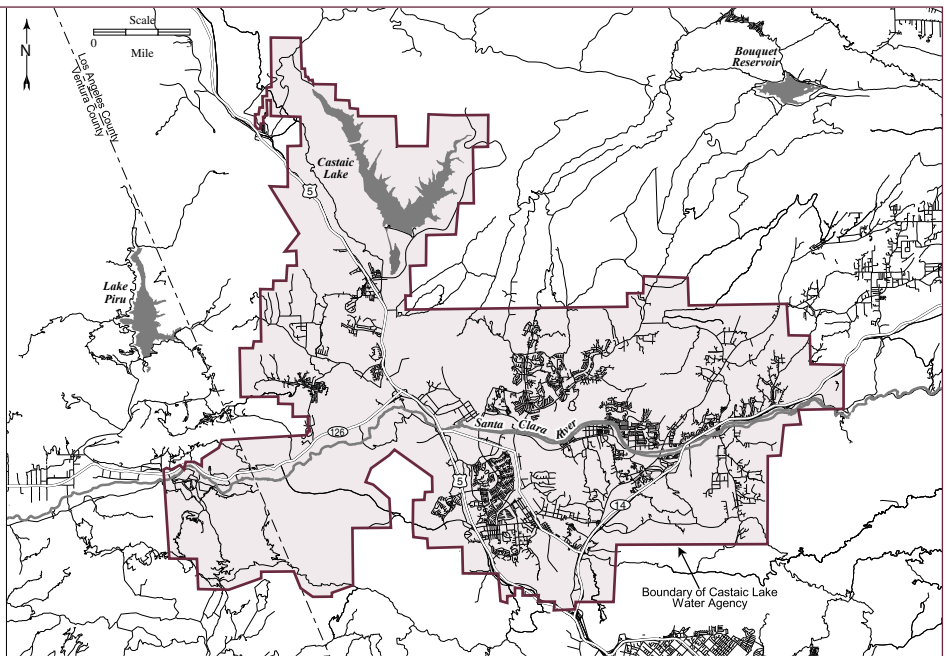 Scale
0
Mile
N
Los Angeles County
Ventura County
Bouquet
Reservoir
Castaic
Lake
5
Lake
Piru
126
Santa Clara River
5
14
Boundary of Castaic Lake
Water Agency